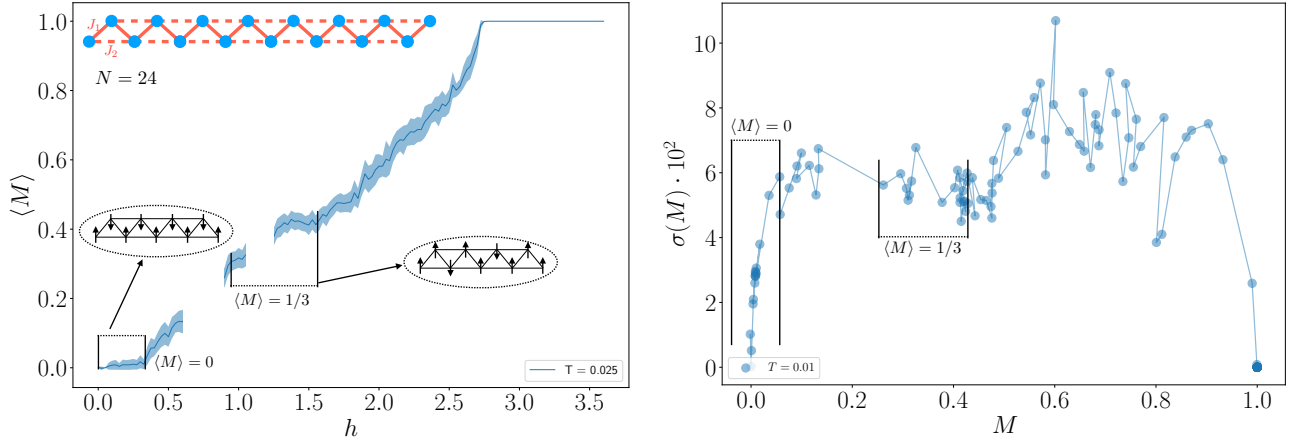 1.0
0.8
0.6
0.4
0.2
0.0
⟨M⟩
J₁
J₂
N = 24
⟨M⟩ = 0
⟨M⟩ = 1/3
T = 0.025
0.0 0.5 1.0 1.5 2.0 2.5 3.0 3.5
h
10
8
6
4
2
0
σ(M) · 10²
⟨M⟩ = 0
⟨M⟩ = 1/3
T = 0.01
0.0 0.2 0.4 0.6 0.8 1.0
M